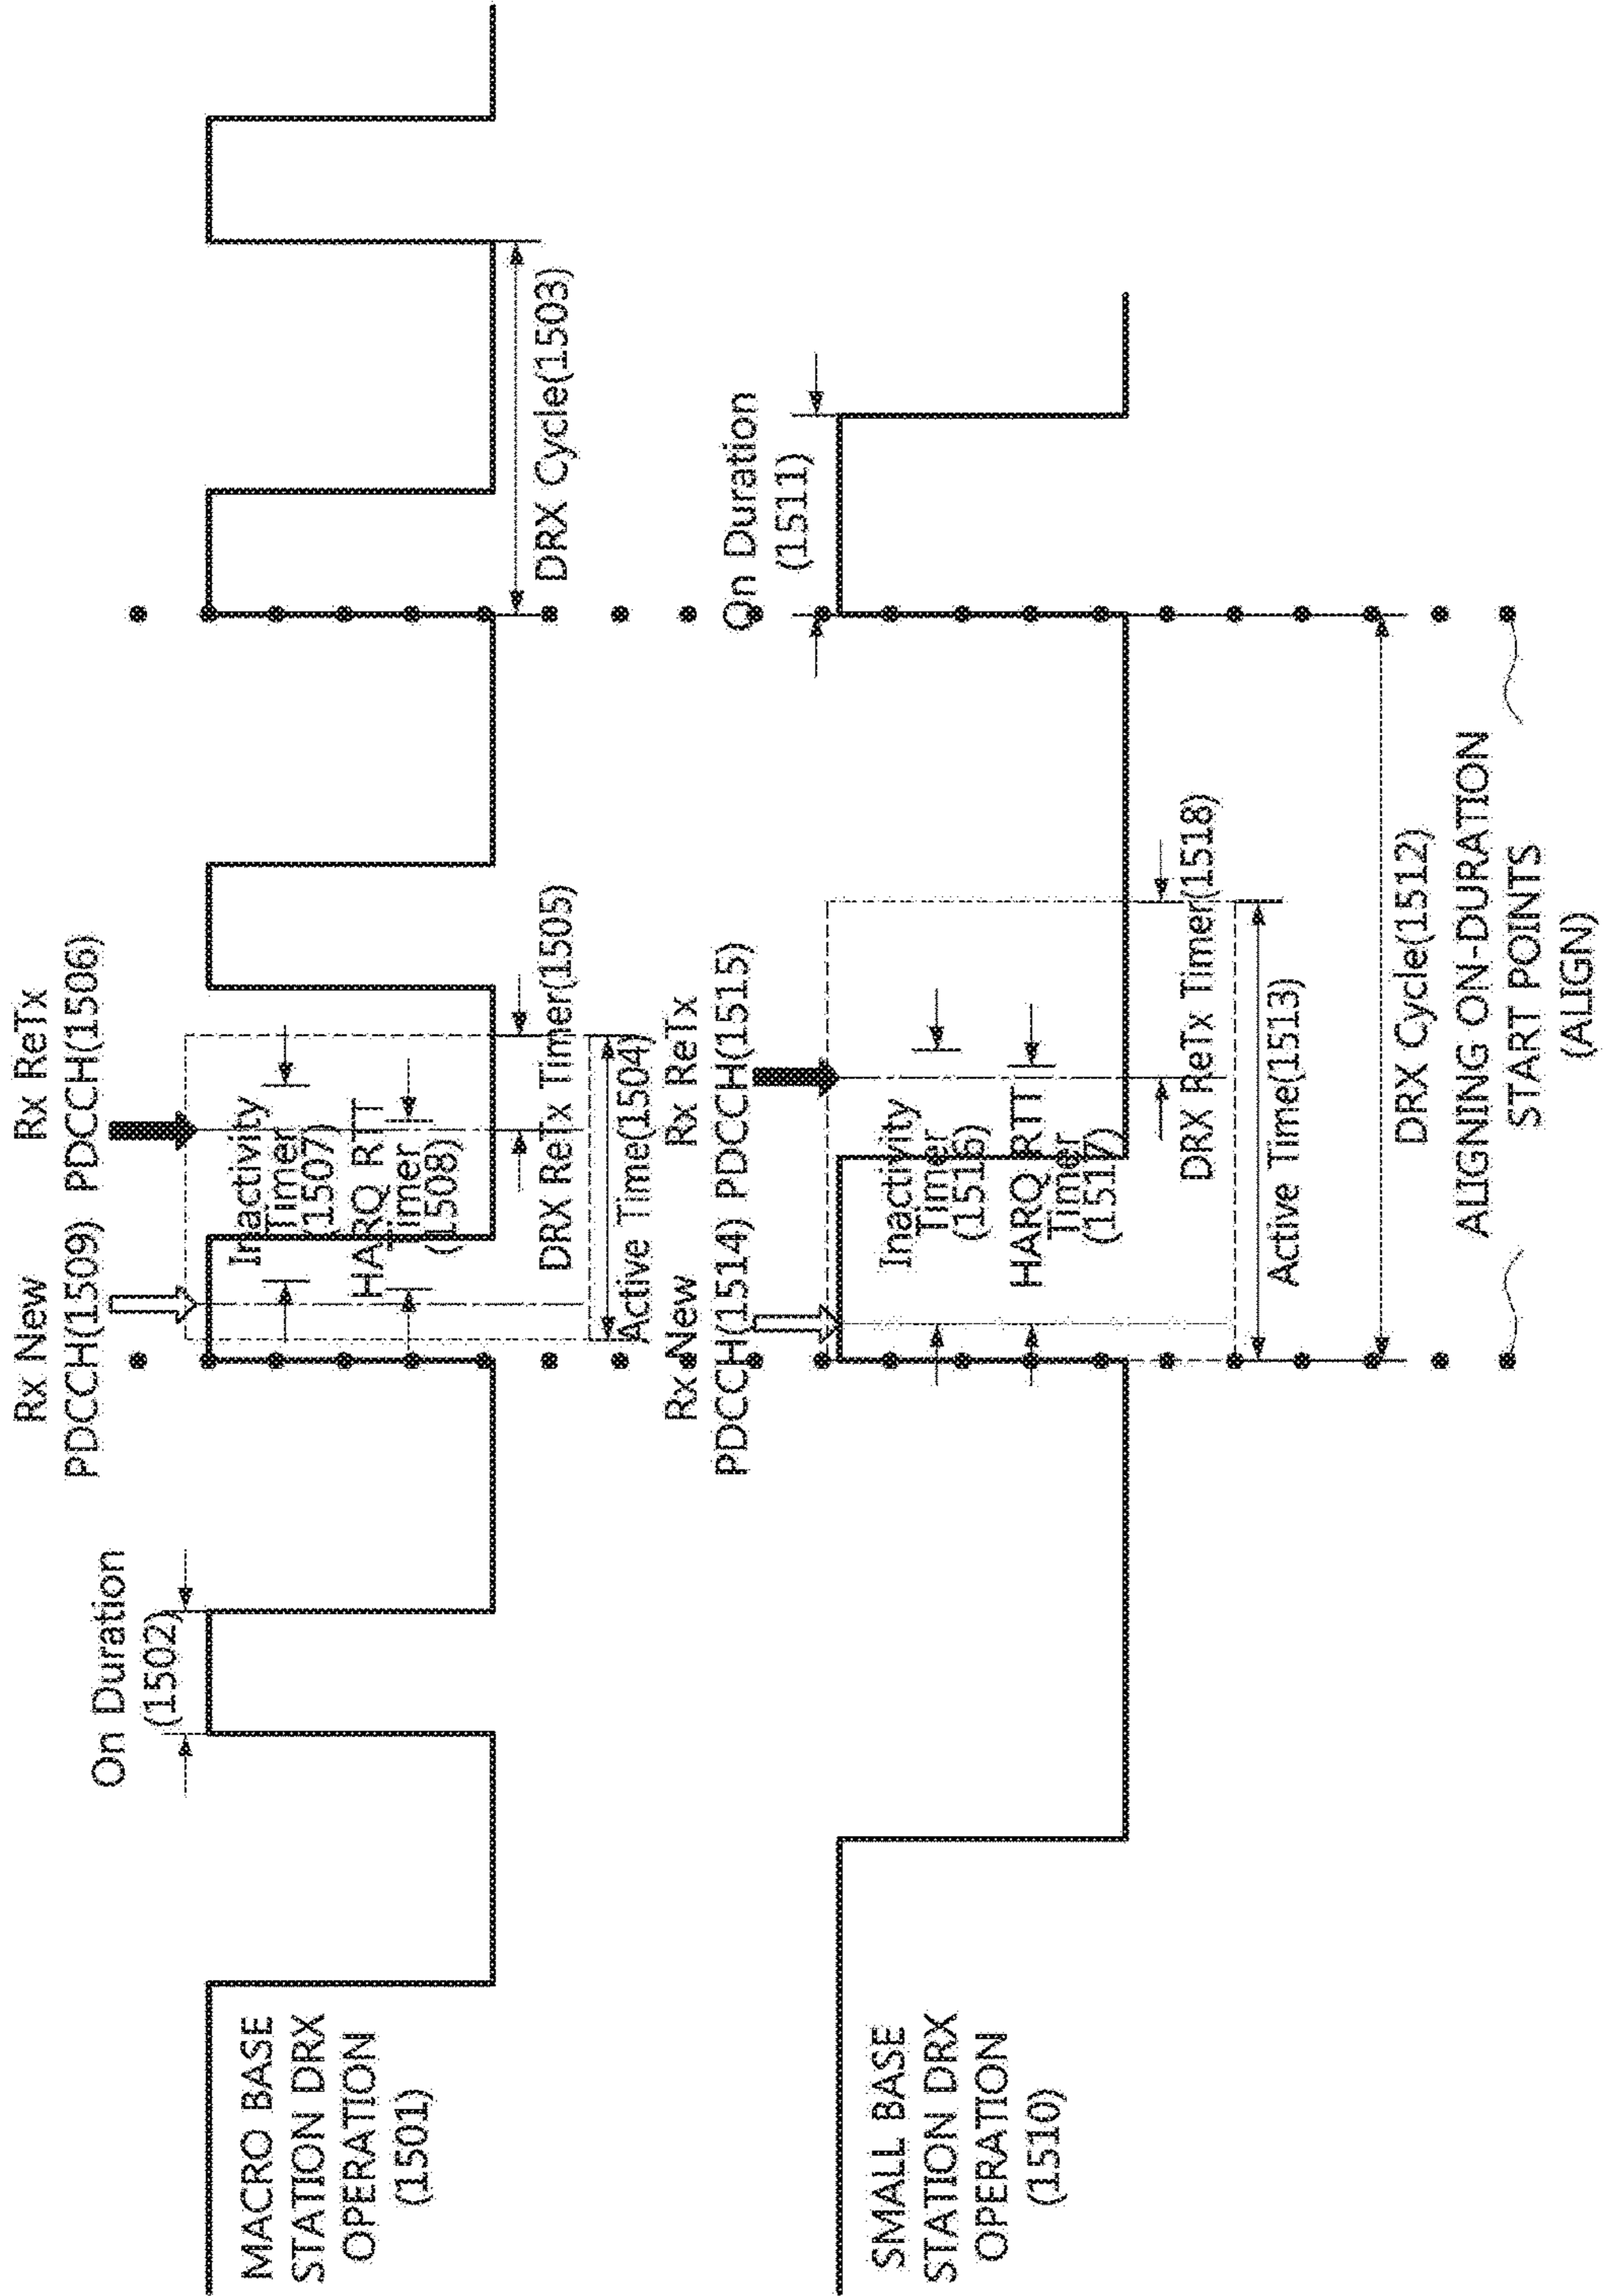 Rx New
PDCCH(1509)
Rx ReTx
PDCCH(1506)
On Duration
(1502)
MACRO BASE
STATION DRX
OPERATION
(1501)
Inactivity
Timer
(1507)
HARQ RTT
Timer
(1508)
DRX ReTx Timer(1505)
Active Time(1504)
DRX Cycle(1503)
Rx New
PDCCH(1514)
Rx ReTx
PDCCH(1515)
On Duration
(1511)
SMALL BASE
STATION DRX
OPERATION
(1510)
Inactivity
Timer
(1516)
HARQ RTT
Timer
(1517)
DRX ReTx Timer(1518)
Active Time(1513)
DRX Cycle(1512)
ALIGNING ON-DURATION
START POINTS
(ALIGN)